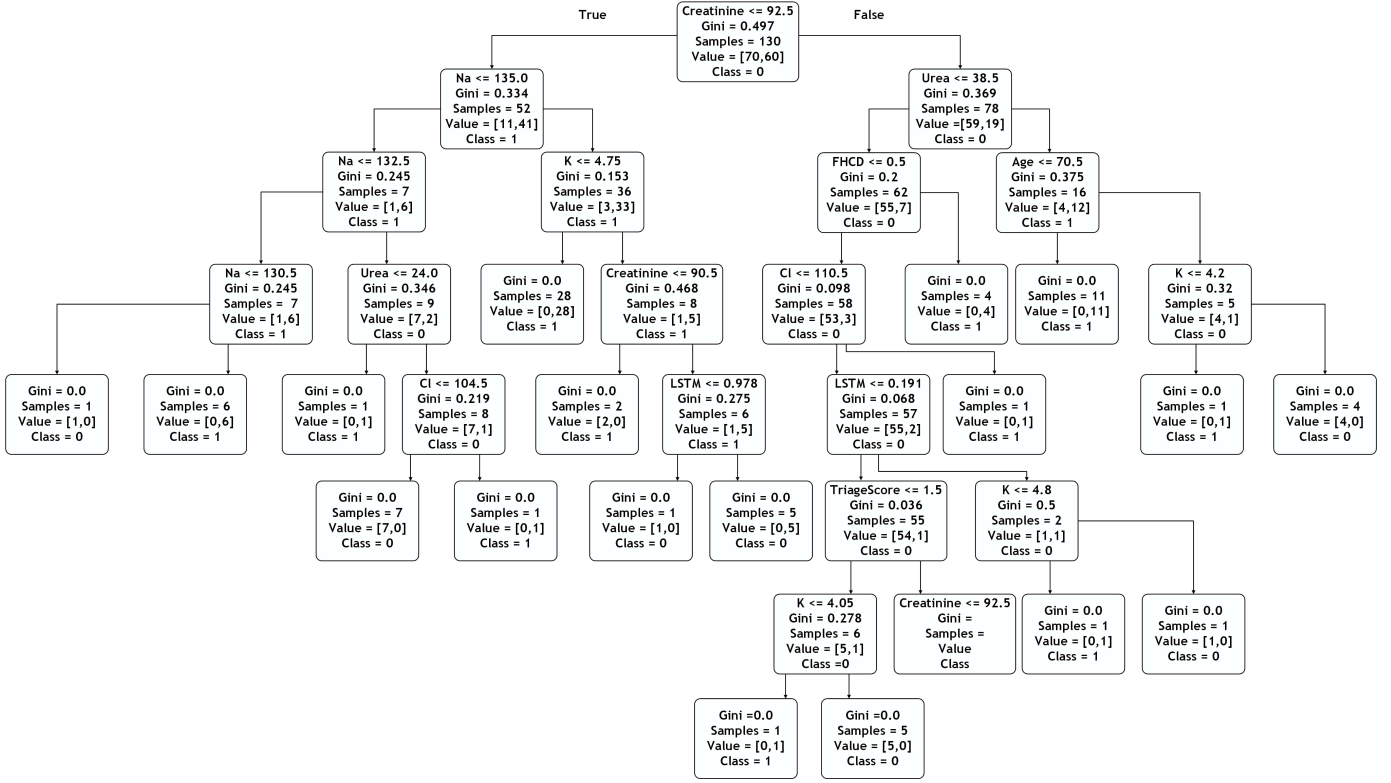 True
False
Creatinine <= 92.5
Gini = 0.497
Samples = 130
Value = [70,60]
Class = 0
Na <= 135.0
Gini = 0.334
Samples = 52
Value = [11,41]
Class = 1
Urea <= 38.5
Gini = 0.369
Samples = 78
Value =[59,19]
Class = 0
Na <= 132.5
Gini = 0.245
Samples = 7
Value = [1,6]
Class = 1
K <= 4.75
Gini = 0.153
Samples = 36
Value = [3,33]
Class = 1
FHCD <= 0.5
Gini = 0.2
Samples = 62
Value = [55,7]
Class = 0
Age <= 70.5
Gini = 0.375
Samples = 16
Value = [4,12]
Class = 1
Na <= 130.5
Gini = 0.245
Samples = 7
Value = [1,6]
Class = 1
Urea <= 24.0
Gini = 0.346
Samples = 9
Value = [7,2]
Class = 0
Gini = 0.0
Samples = 28
Value = [0,28]
Class = 1
Creatinine <= 90.5
Gini = 0.468
Samples = 8
Value = [1,5]
Class = 1
Cl <= 110.5
Gini = 0.098
Samples = 58
Value = [53,3]
Class = 0
Gini = 0.0
Samples = 4
Value = [0,4]
Class = 1
Gini = 0.0
Samples = 11
Value = [0,11]
Class = 1
K <= 4.2
Gini = 0.32
Samples = 5
Value = [4,1]
Class = 0
Gini = 0.0
Samples = 1
Value = [1,0]
Class = 0
Gini = 0.0
Samples = 6
Value = [0,6]
Class = 1
Gini = 0.0
Samples = 1
Value = [0,1]
Class = 1
Cl <= 104.5
Gini = 0.219
Samples = 8
Value = [7,1]
Class = 0
Gini = 0.0
Samples = 2
Value = [2,0]
Class = 1
LSTM <= 0.978
Gini = 0.275
Samples = 6
Value = [1,5]
Class = 1
LSTM <= 0.191
Gini = 0.068
Samples = 57
Value = [55,2]
Class = 0
Gini = 0.0
Samples = 1
Value = [0,1]
Class = 1
Gini = 0.0
Samples = 1
Value = [0,1]
Class = 1
Gini = 0.0
Samples = 4
Value = [4,0]
Class = 0
Gini = 0.0
Samples = 7
Value = [7,0]
Class = 0
Gini = 0.0
Samples = 1
Value = [0,1]
Class = 1
Gini = 0.0
Samples = 1
Value = [1,0]
Class = 0
Gini = 0.0
Samples = 5
Value = [0,5]
Class = 0
TriageScore <= 1.5
Gini = 0.036
Samples = 55
Value = [54,1]
Class = 0
K <= 4.8
Gini = 0.5
Samples = 2
Value = [1,1]
Class = 0
K <= 4.05
Gini = 0.278
Samples = 6
Value = [5,1]
Class =0
Creatinine <= 92.5
Gini =
Samples =
Value
Class
Gini = 0.0
Samples = 1
Value = [0,1]
Class = 1
Gini = 0.0
Samples = 1
Value = [1,0]
Class = 0
Gini =0.0
Samples = 1
Value = [0,1]
Class = 1
Gini =0.0
Samples = 5
Value = [5,0]
Class = 0